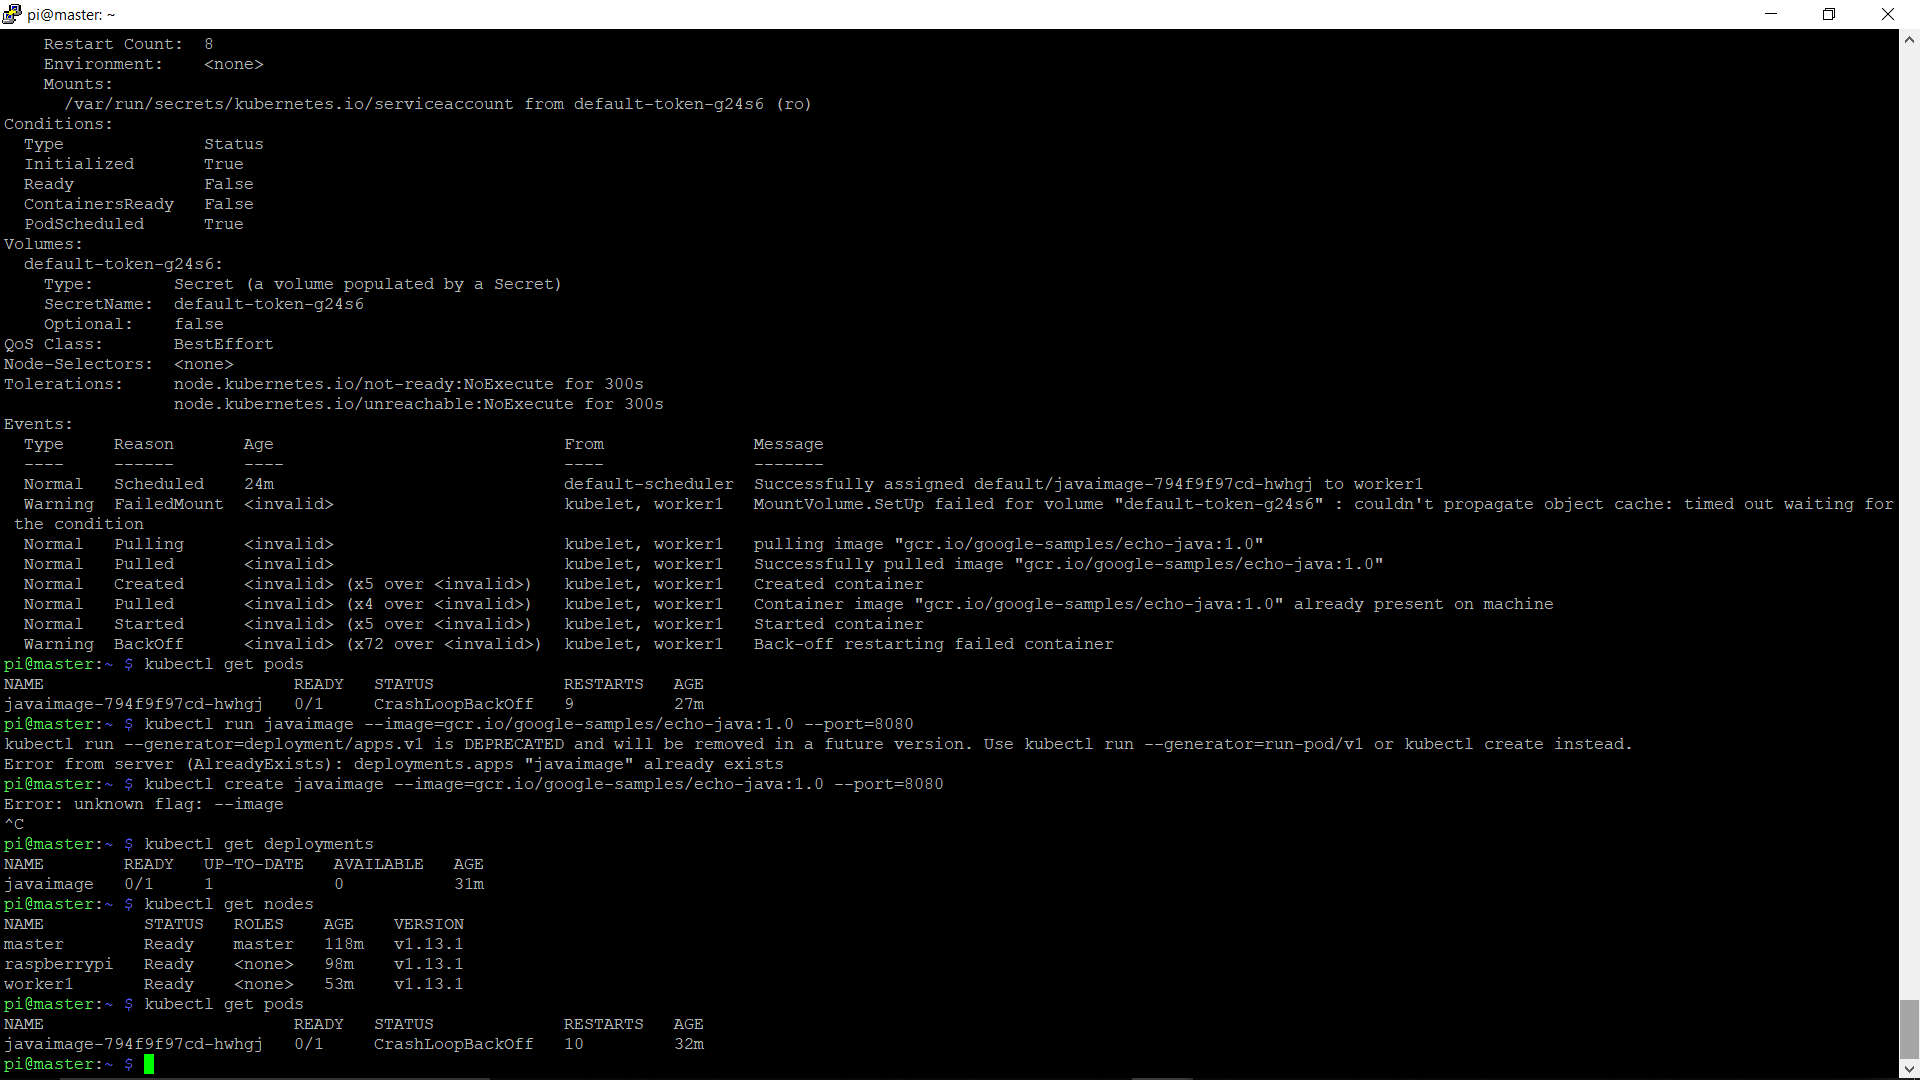 pi@master: ~
    Restart Count:  8
    Environment:    <none>
    Mounts:
      /var/run/secrets/kubernetes.io/serviceaccount from default-token-g24s6 (ro)
Conditions:
  Type              Status
  Initialized       True
  Ready             False
  ContainersReady   False
  PodScheduled      True
Volumes:
  default-token-g24s6:
    Type:        Secret (a volume populated by a Secret)
    SecretName:  default-token-g24s6
    Optional:    false
QoS Class:       BestEffort
Node-Selectors:  <none>
Tolerations:     node.kubernetes.io/not-ready:NoExecute for 300s
                 node.kubernetes.io/unreachable:NoExecute for 300s
Events:
  Type     Reason       Age                             From               Message
  ----     ------       ----                            ----               -------
  Normal   Scheduled    24m                             default-scheduler  Successfully assigned default/javaimage-794f9f97cd-hwhgj to worker1
  Warning  FailedMount  <invalid>                       kubelet, worker1   MountVolume.SetUp failed for volume "default-token-g24s6" : couldn't propagate object cache: timed out waiting for
 the condition
  Normal   Pulling      <invalid>                       kubelet, worker1   pulling image "gcr.io/google-samples/echo-java:1.0"
  Normal   Pulled       <invalid>                       kubelet, worker1   Successfully pulled image "gcr.io/google-samples/echo-java:1.0"
  Normal   Created      <invalid> (x5 over <invalid>)   kubelet, worker1   Created container
  Normal   Pulled       <invalid> (x4 over <invalid>)   kubelet, worker1   Container image "gcr.io/google-samples/echo-java:1.0" already present on machine
  Normal   Started      <invalid> (x5 over <invalid>)   kubelet, worker1   Started container
  Warning  BackOff      <invalid> (x72 over <invalid>)  kubelet, worker1   Back-off restarting failed container
pi@master:~ $ kubectl get pods
NAME                         READY   STATUS             RESTARTS   AGE
javaimage-794f9f97cd-hwhgj   0/1     CrashLoopBackOff   9          27m
pi@master:~ $ kubectl run javaimage --image=gcr.io/google-samples/echo-java:1.0 --port=8080
kubectl run --generator=deployment/apps.v1 is DEPRECATED and will be removed in a future version. Use kubectl run --generator=run-pod/v1 or kubectl create instead.
Error from server (AlreadyExists): deployments.apps "javaimage" already exists
pi@master:~ $ kubectl create javaimage --image=gcr.io/google-samples/echo-java:1.0 --port=8080
Error: unknown flag: --image
^C
pi@master:~ $ kubectl get deployments
NAME        READY   UP-TO-DATE   AVAILABLE   AGE
javaimage   0/1     1            0           31m
pi@master:~ $ kubectl get nodes
NAME          STATUS   ROLES    AGE    VERSION
master        Ready    master   118m   v1.13.1
raspberrypi   Ready    <none>   98m    v1.13.1
worker1       Ready    <none>   53m    v1.13.1
pi@master:~ $ kubectl get pods
NAME                         READY   STATUS             RESTARTS   AGE
javaimage-794f9f97cd-hwhgj   0/1     CrashLoopBackOff   10         32m
pi@master:~ $